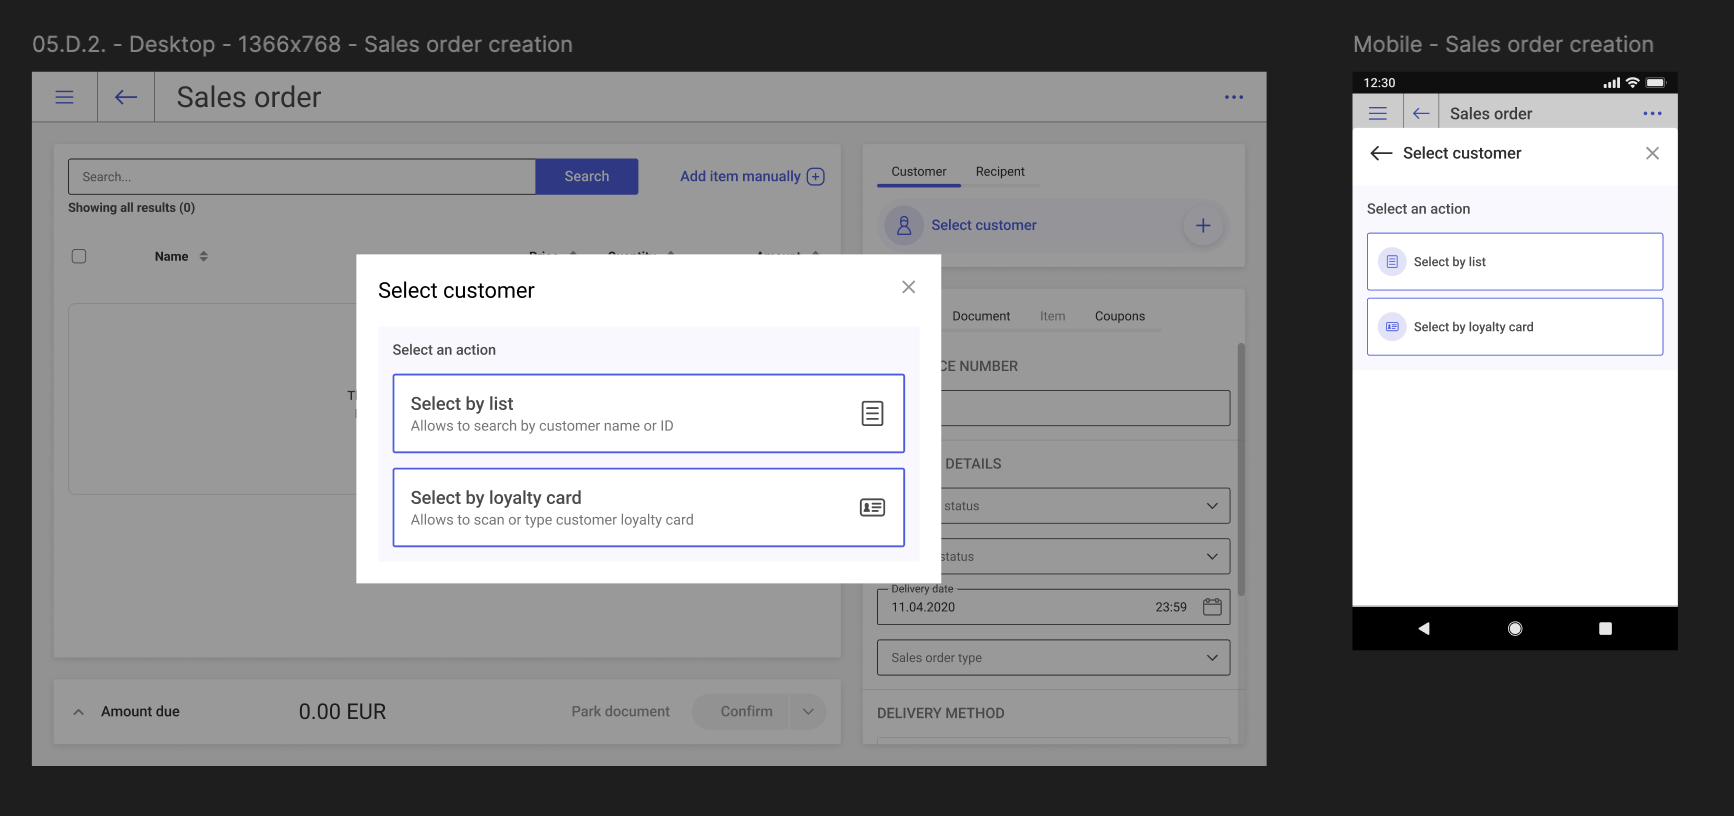 05.D.2. - Desktop - 1366x768 - Sales order creation
Sales order
Search...
Search
Add item manually
Showing all results (0)
Name
Price
Quantity
Amount
Customer
Recipent
Select customer
Document
Item
Coupons
CE NUMBER
DETAILS
status
status
Delivery date
11.04.2020
23:59
Sales order type
DELIVERY METHOD
Select customer
Select an action
Select by list
Allows to search by customer name or ID
Select by loyalty card
Allows to scan or type customer loyalty card
Amount due
0.00 EUR
Park document
Confirm
Mobile - Sales order creation
12:30
Sales order
Select customer
Select an action
Select by list
Select by loyalty card